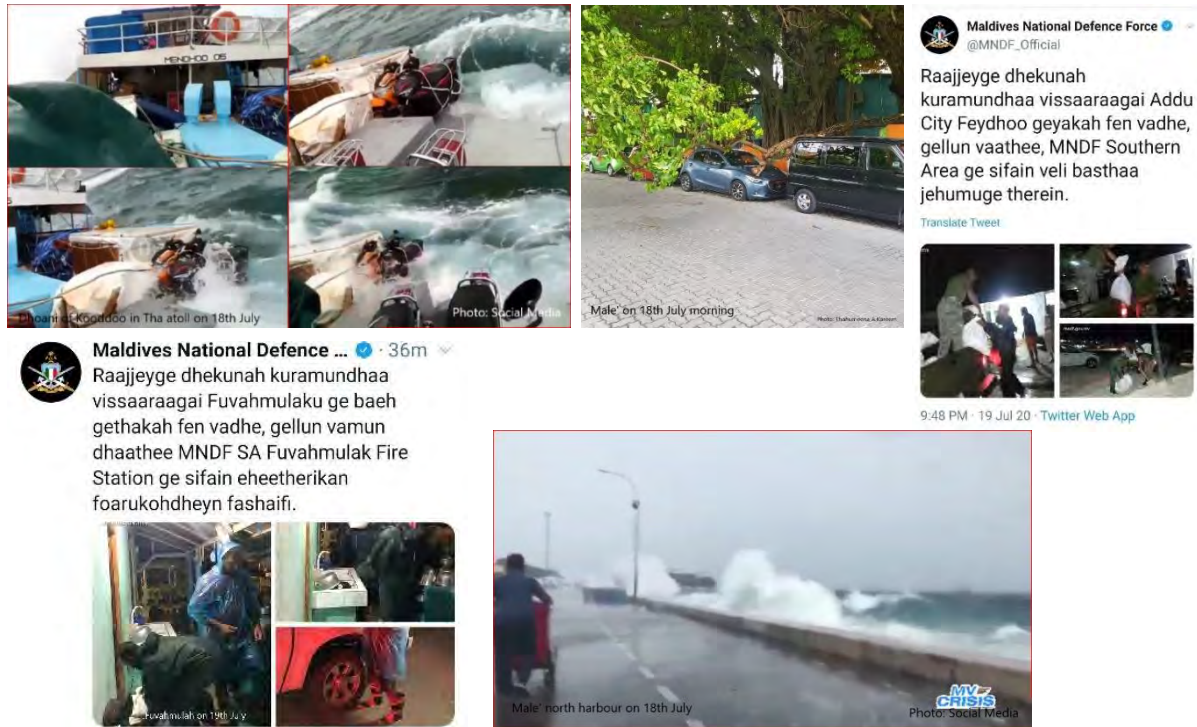 MENDHOO 05
Dhoani of Kooddoo in Tha atoll on 18th July
Photo: Social Media
Male' on 18th July morning
Maldives National Defence Force
@MNDF_Official
Raajjeyge dhekunah
kuramundhaa vissaaraagai Addu
City Feydhoo geyakah fen vadhe,
gellun vaathee, MNDF Southern
Area ge sifain veli basthaa
jehumuge therein.
Translate Tweet
9:48 PM · 19 Jul 20 · Twitter Web App
Maldives National Defence ... · 36m
Raajjeyge dhekunah kuramundhaa
vissaaraagai Fuvahmulaku ge baeh
gethakah fen vadhe, gellun vamun
dhaathee MNDF SA Fuvahmulak Fire
Station ge sifain eheetherikan
foarukohdheyn fashaifi.
Fuvahmulah on 19th July
Male' north harbour on 18th July
MV
CRISIS
Photo: Social Media